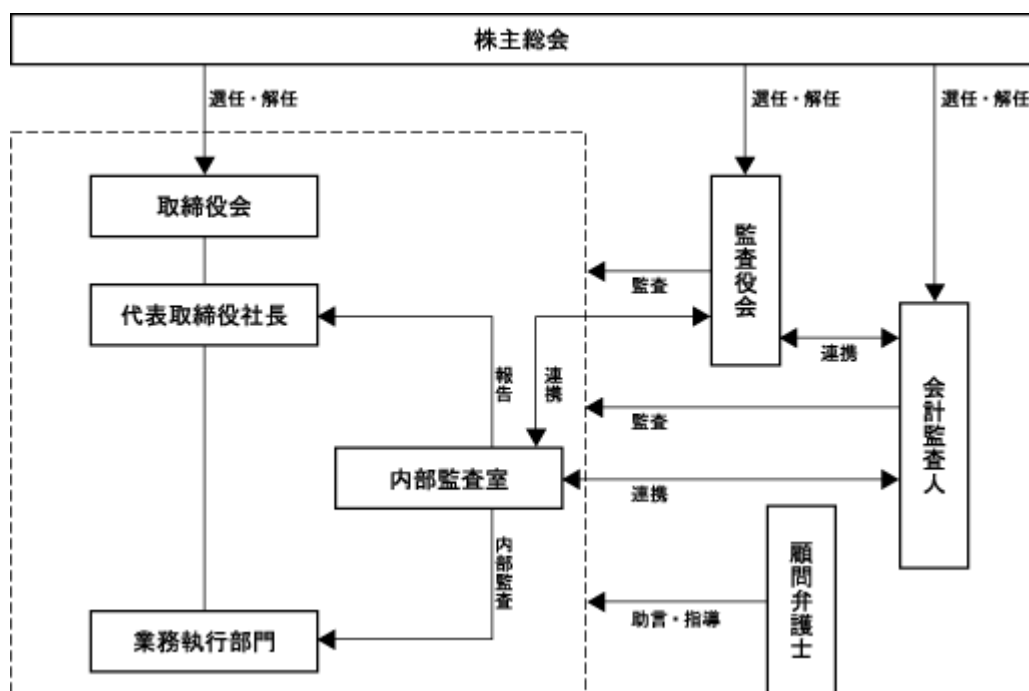 株主総会
選任・解任
選任・解任
選任・解任
取締役会
監査役会
監査
代表取締役社長
連携
報告
連携
会計監査人
監査
内部監査室
連携
内部監査
顧問弁護士
助言・指導
業務執行部門